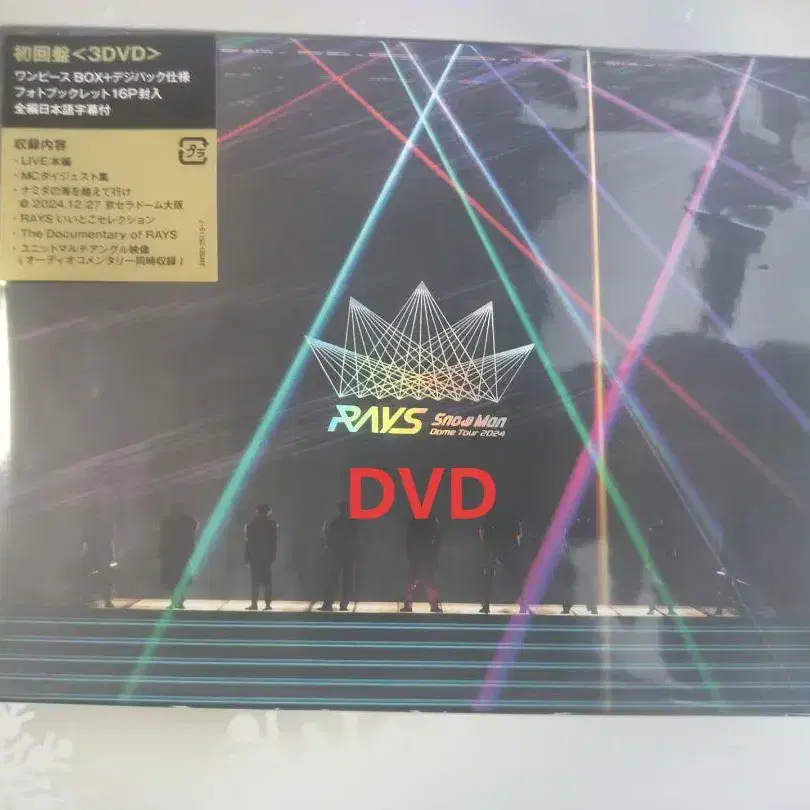 初回盤<3DVD>
ワンピースBOX+デジパック仕様
フォトブックレット16P封入
全編日本語字幕付
収録内容
プラ
・LIVE本編
・MCダイジェスト集
・ナミダの海を越えて行け
@ 2024.12.27 京セラドーム大阪
・RAYS いいとこセレクション
・The Documentary of RAYS
・ユニットマルチアングル映像
(オーディオコメンタリー同時収録)
RAYS Snow Man
Dome Tour 2024
DVD